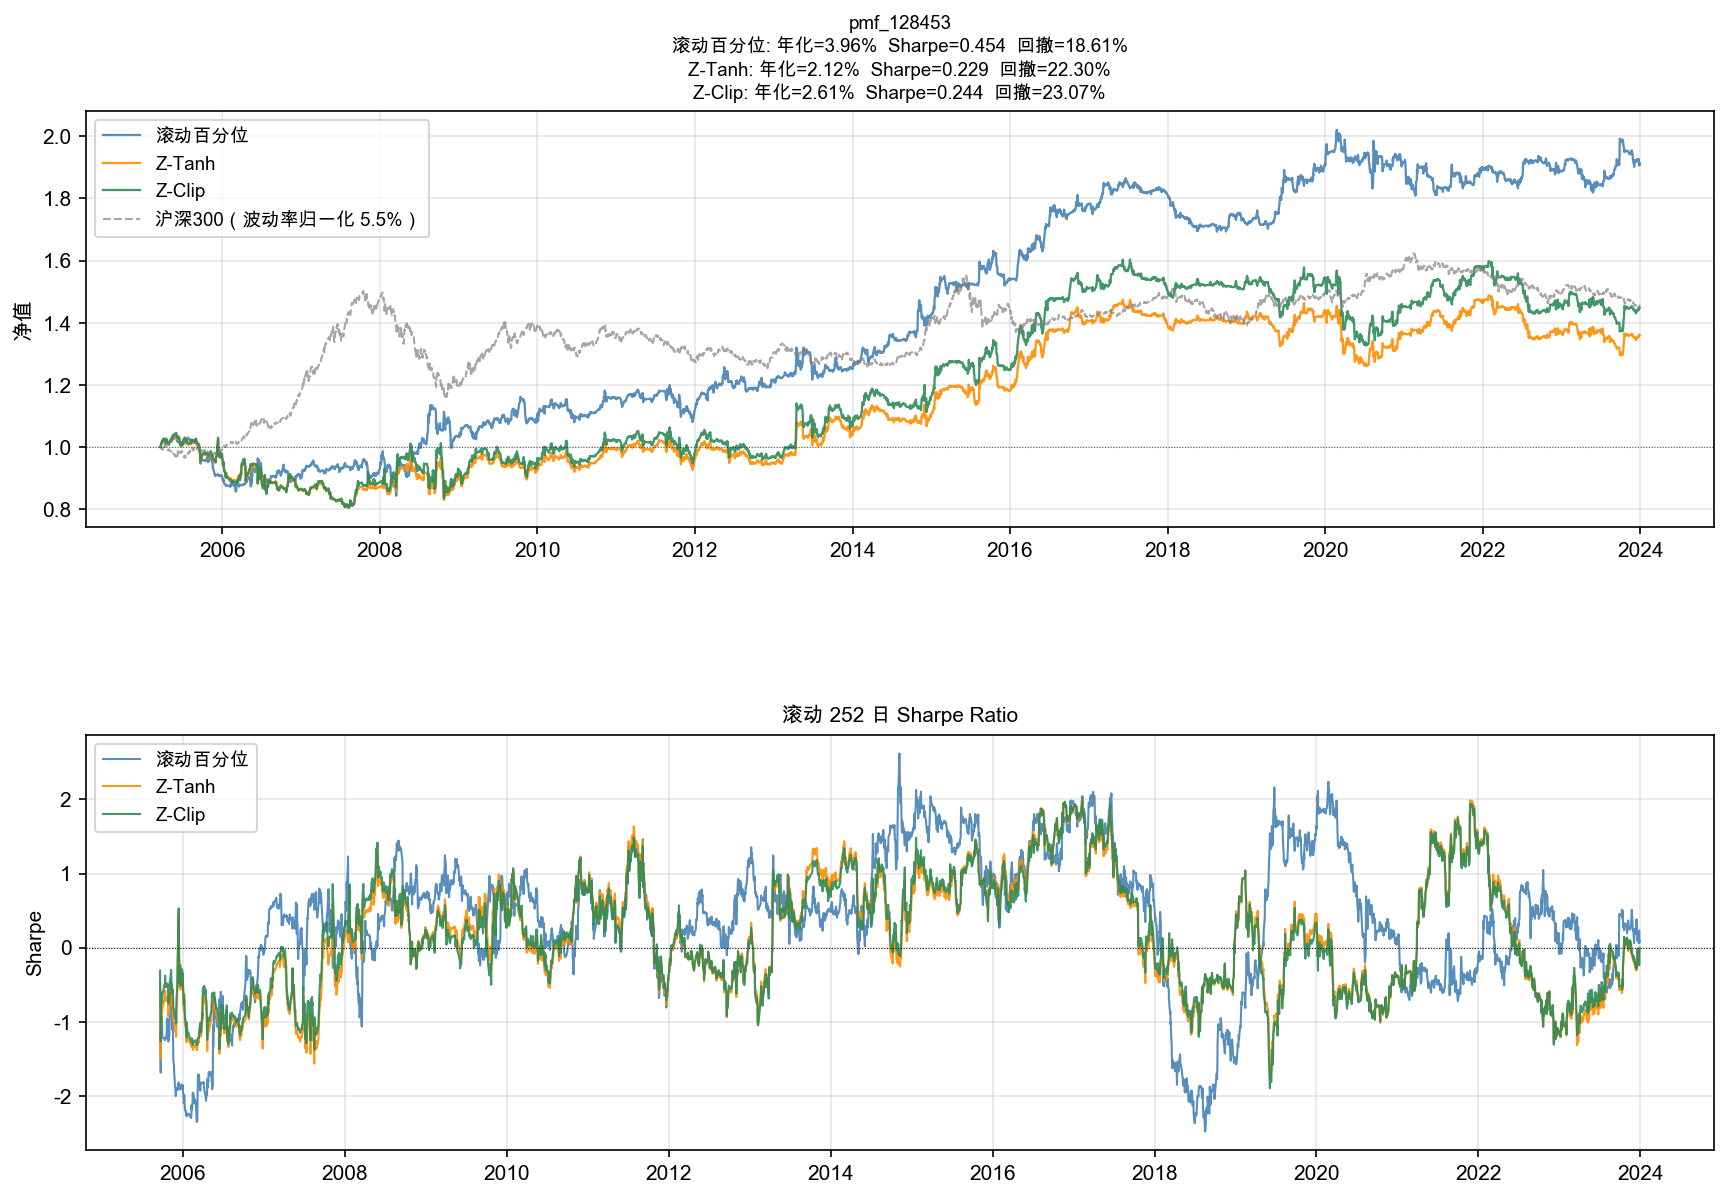 pmf_128453
滚动百分位: 年化=3.96%  Sharpe=0.454  回撤=18.61%
Z-Tanh: 年化=2.12%  Sharpe=0.229  回撤=22.30%
Z-Clip: 年化=2.61%  Sharpe=0.244  回撤=23.07%
滚动百分位
Z-Tanh
Z-Clip
沪深300（波动率归一化 5.5%）
净值
2.0
1.8
1.6
1.4
1.2
1.0
0.8
2006 2008 2010 2012 2014 2016 2018 2020 2022 2024
滚动 252 日 Sharpe Ratio
滚动百分位
Z-Tanh
Z-Clip
Sharpe
2
1
0
-1
-2
2006 2008 2010 2012 2014 2016 2018 2020 2022 2024